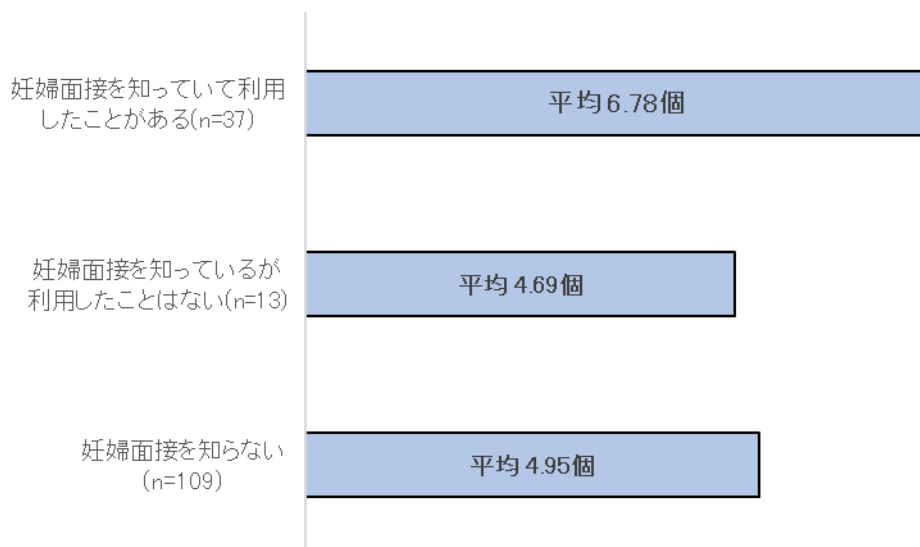 妊婦面接を知っていて利用
したことがある(n=37)
平均6.78個
妊婦面接を知っているが
利用したことはない(n=13)
平均4.69個
妊婦面接を知らない
(n=109)
平均4.95個